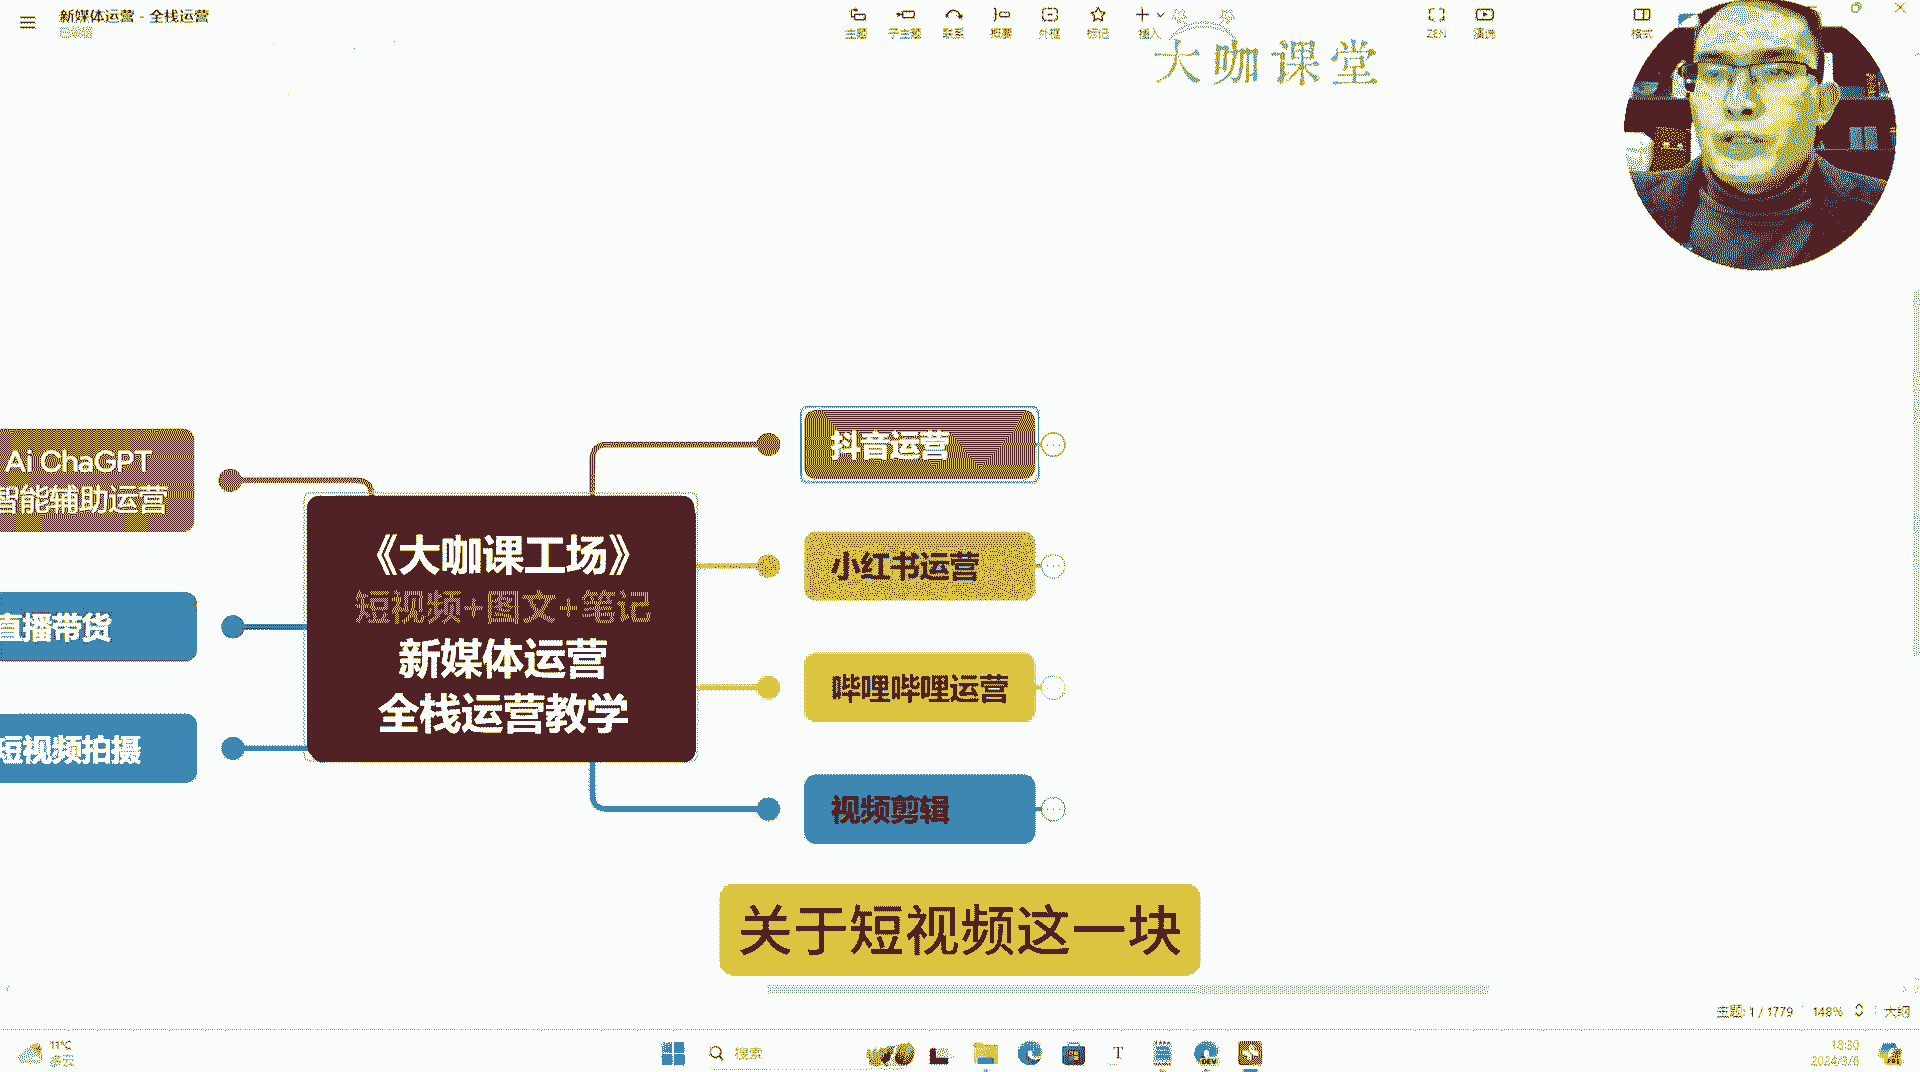 新媒体运营 - 全栈运营
已编辑
主题
子主题
联系
概要
外框
标记
插入
ZEN
演说
格式
大咖课堂
Ai ChaGPT
智能辅助运营
直播带货
短视频拍摄
《大咖课工场》
短视频+图文+笔记
新媒体运营
全栈运营教学
抖音运营
小红书运营
哔哩哔哩运营
视频剪辑
关于短视频这一块
主题: 1 / 1779
148%
大纲
11°C
多云
搜索
18:30
2024/3/6